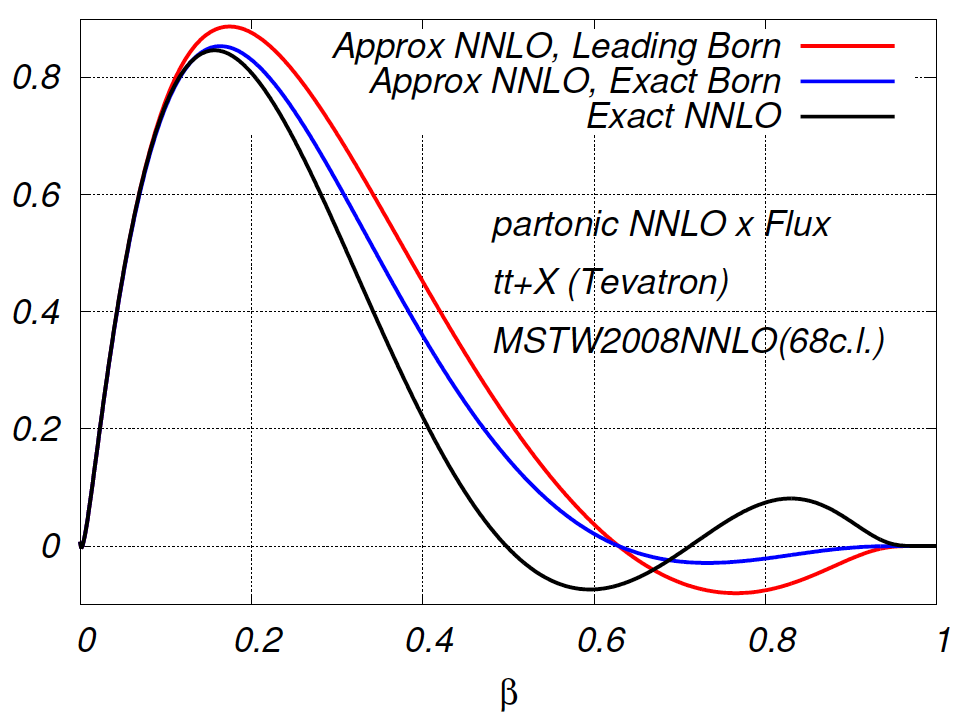 Approx NNLO, Leading Born
Approx NNLO, Exact Born
Exact NNLO
partonic NNLO x Flux
tt+X (Tevatron)
MSTW2008NNLO(68c.l.)
0.8
0.6
0.4
0.2
0
0 0.2 0.4 0.6 0.8 1
β